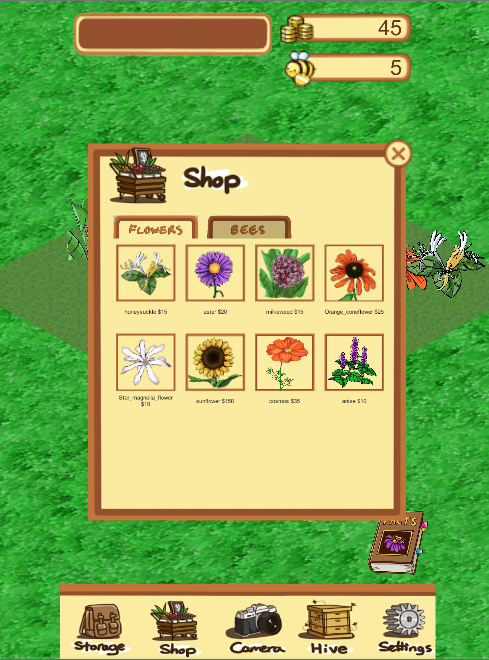 45
5
Shop
FLOWERS
BEES
honeysuckle $15
aster $20
milkweed $15
Orange_coneflower $25
Star_magnolia_flower
$10
sunflower $150
cosmos $35
anise $10
Storage
Shop
Camera
Hive
Settings